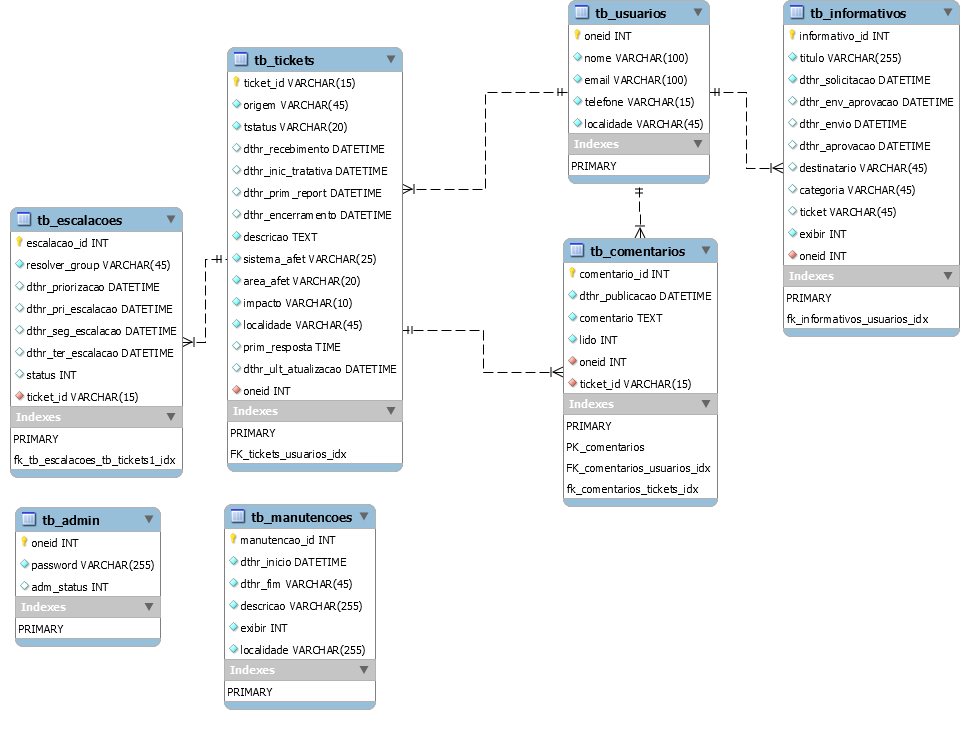 tb_usuarios
oneid INT
nome VARCHAR(100)
email VARCHAR(100)
telefone VARCHAR(15)
localidade VARCHAR(45)
Indexes
PRIMARY
tb_informativos
informativo_id INT
titulo VARCHAR(255)
dthr_solicitacao DATETIME
dthr_env_aprovacao DATETIME
dthr_envio DATETIME
dthr_aprovacao DATETIME
destinatario VARCHAR(45)
categoria VARCHAR(45)
ticket VARCHAR(45)
exibir INT
oneid INT
Indexes
PRIMARY
fk_informativos_usuarios_idx
tb_tickets
ticket_id VARCHAR(15)
origem VARCHAR(45)
tstatus VARCHAR(20)
dthr_recebimento DATETIME
dthr_inic_tratativa DATETIME
dthr_prim_report DATETIME
dthr_encerramento DATETIME
descricao TEXT
sistema_afet VARCHAR(25)
area_afet VARCHAR(20)
impacto VARCHAR(10)
localidade VARCHAR(45)
prim_resposta TIME
dthr_ult_atualizacao DATETIME
oneid INT
Indexes
PRIMARY
FK_tickets_usuarios_idx
tb_escalacoes
escalacao_id INT
resolver_group VARCHAR(45)
dthr_priorizacao DATETIME
dthr_pri_escalacao DATETIME
dthr_seg_escalacao DATETIME
dthr_ter_escalacao DATETIME
status INT
ticket_id VARCHAR(15)
Indexes
PRIMARY
fk_tb_escalacoes_tb_tickets1_idx
tb_comentarios
comentario_id INT
dthr_publicacao DATETIME
comentario TEXT
lido INT
oneid INT
ticket_id VARCHAR(15)
Indexes
PRIMARY
PK_comentarios
FK_comentarios_usuarios_idx
fk_comentarios_tickets_idx
tb_admin
oneid INT
password VARCHAR(255)
adm_status INT
Indexes
PRIMARY
tb_manutencoes
manutencao_id INT
dthr_inicio DATETIME
dthr_fim VARCHAR(45)
descricao VARCHAR(255)
exibir INT
localidade VARCHAR(255)
Indexes
PRIMARY